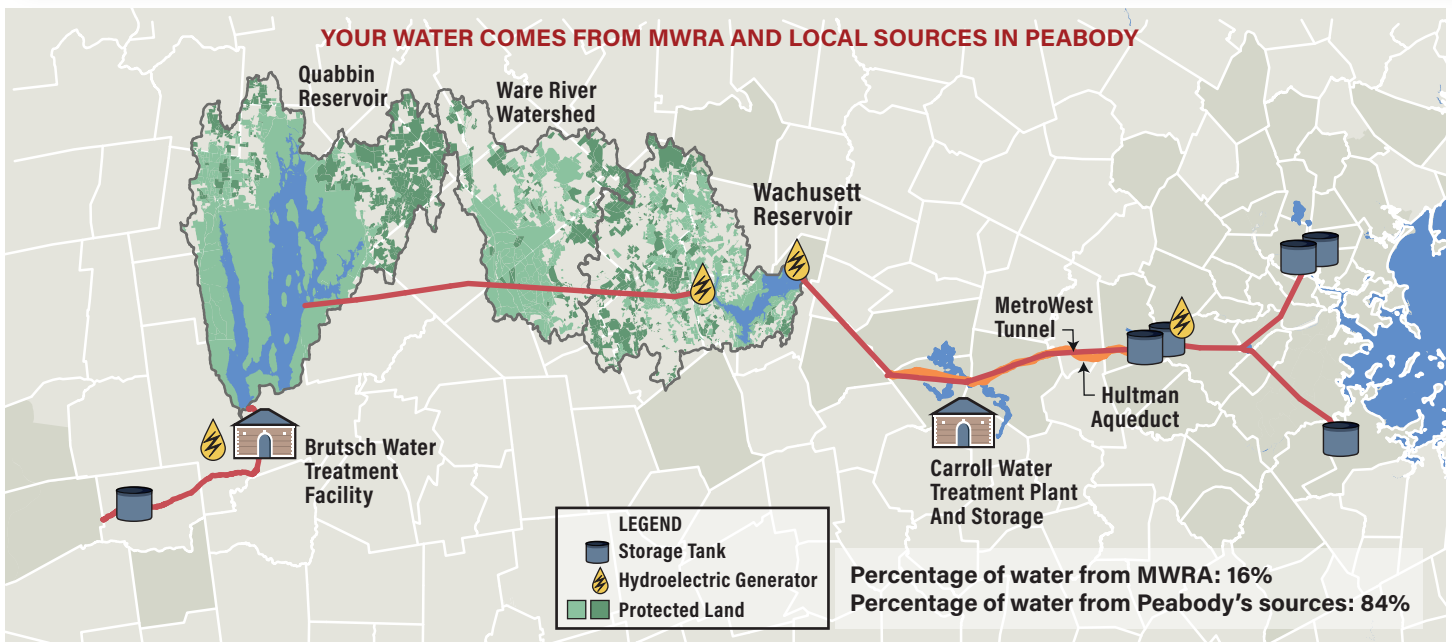 YOUR WATER COMES FROM MWRA AND LOCAL SOURCES IN PEABODY
Quabbin
Reservoir
Ware River
Watershed
Wachusett
Reservoir
MetroWest
Tunnel
Hultman
Aqueduct
Brutsch Water
Treatment
Facility
Carroll Water
Treatment Plant
And Storage
LEGEND
Storage Tank
Hydroelectric Generator
Protected Land
Percentage of water from MWRA: 16%
Percentage of water from Peabody's sources: 84%